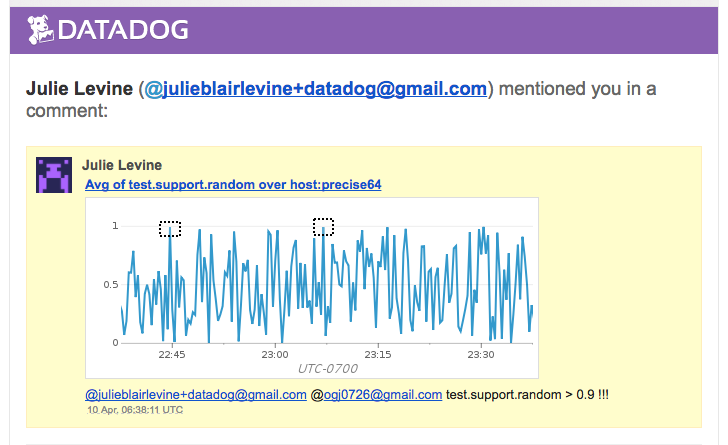 DATADOG
Julie Levine (@julieblairlevine+datadog@gmail.com) mentioned you in a
comment:
Julie Levine
Avg of test.support.random over host:precise64
1
0.5
0
22:45 23:00 23:15 23:30
UTC-0700
@julieblairlevine+datadog@gmail.com @ogj0726@gmail.com test.support.random > 0.9 !!!
10 Apr, 06:38:11 UTC